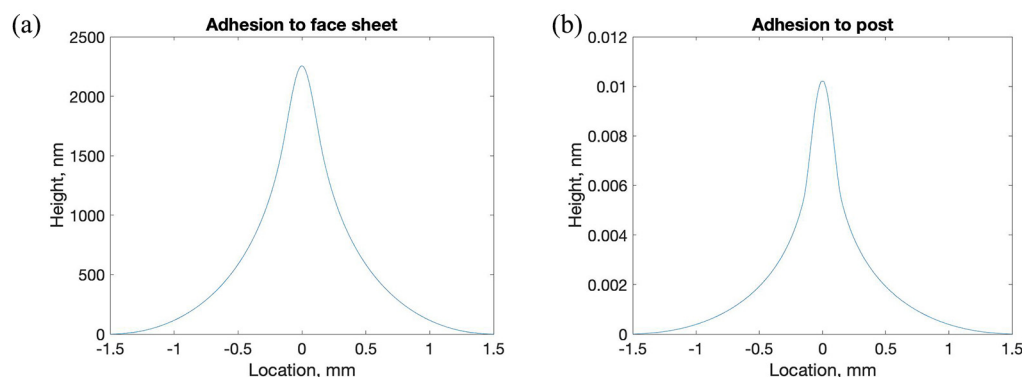 (a)
Adhesion to face sheet
2500
2000
1500
1000
500
0
Height, nm
-1.5 -1 -0.5 0 0.5 1 1.5
Location, mm
(b)
Adhesion to post
0.012
0.01
0.008
0.006
0.004
0.002
0
Height, nm
-1.5 -1 -0.5 0 0.5 1 1.5
Location, mm